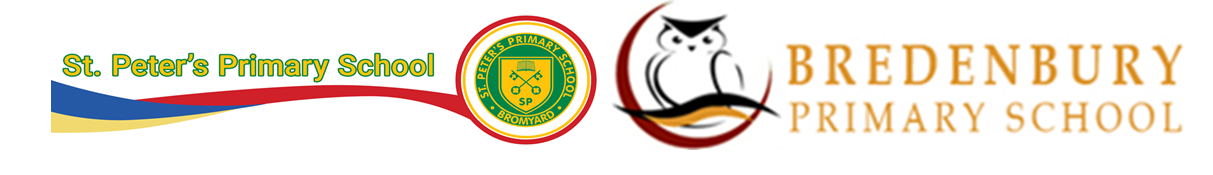 St. Peter's Primary School
ST. PETER'S PRIMARY SCHOOL
SP
• BROMYARD •
BREDENBURY
PRIMARY SCHOOL